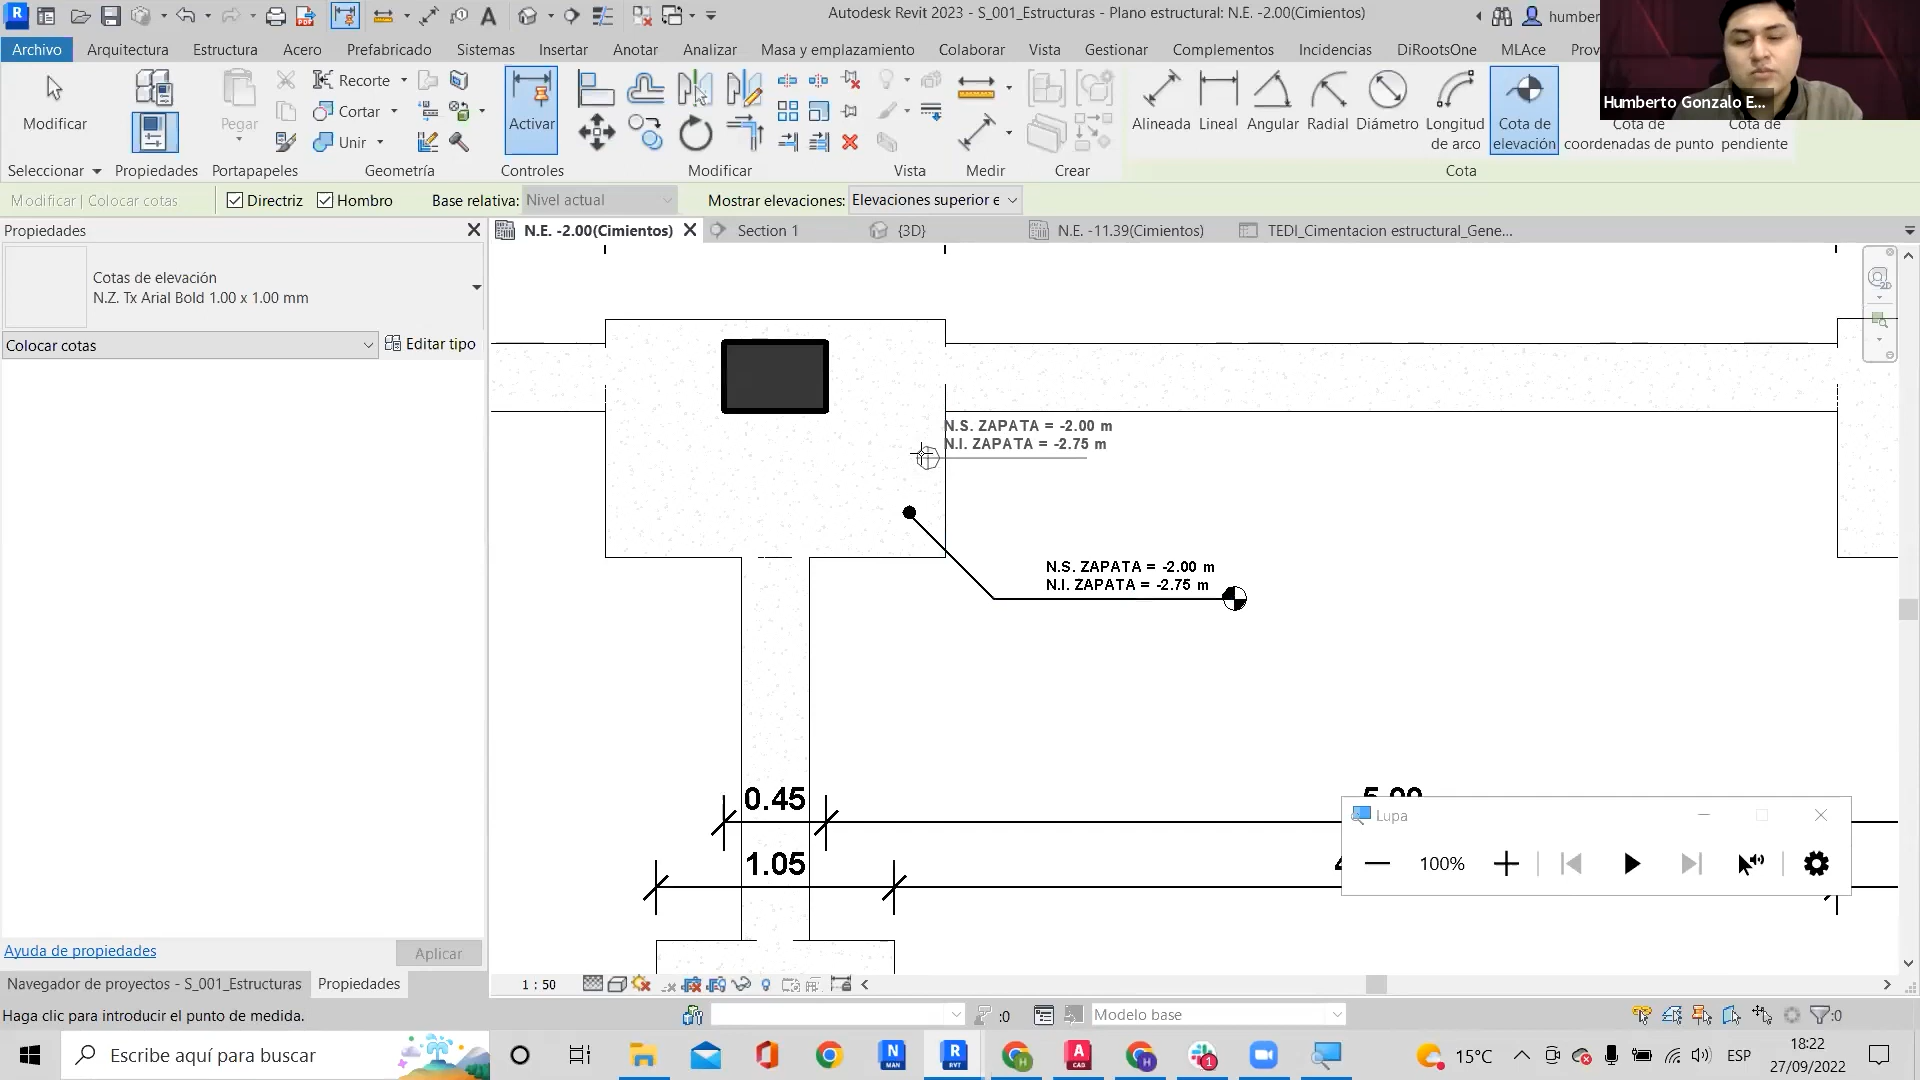 Autodesk Revit 2023 - S_001_Estructuras - Plano estructural: N.E. -2.00(Cimientos)
Archivo Arquitectura Estructura Acero Prefabricado Sistemas Insertar Anotar Analizar Masa y emplazamiento Colaborar Vista Gestionar Complementos Incidencias DiRootsOne MLAce
Humberto Gonzalo E...
Modificar
Pegar
Recorte
Cortar
Unir
Activar
Alineada Lineal Angular Radial Diámetro Longitud de arco Cota de elevación Cota de coordenadas de punto Cota de pendiente
Seleccionar Propiedades Portapapeles Geometría Controles Modificar Vista Medir Crear Cota
Modificar | Colocar cotas Directriz Hombro Base relativa: Nivel actual Mostrar elevaciones: Elevaciones superior e
Propiedades
N.E. -2.00(Cimientos) Section 1 {3D} N.E. -11.39(Cimientos) TEDI_Cimentacion estructural_Gene...
Cotas de elevación
N.Z. Tx Arial Bold 1.00 x 1.00 mm
Colocar cotas Editar tipo
N.S. ZAPATA = -2.00 m
N.I. ZAPATA = -2.75 m
N.S. ZAPATA = -2.00 m
N.I. ZAPATA = -2.75 m
0.45
1.05
Lupa
100%
Ayuda de propiedades Aplicar
Navegador de proyectos - S_001_Estructuras Propiedades
1 : 50
Haga clic para introducir el punto de medida.
:0
Modelo base
:0
Escribe aquí para buscar
15°C
ESP
18:22
27/09/2022